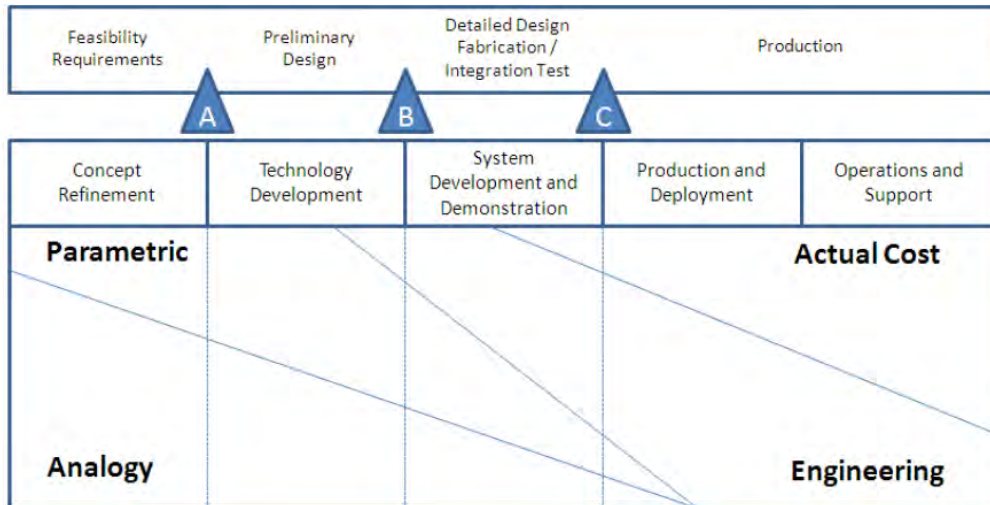 Feasibility
Requirements
Preliminary
Design
Detailed Design
Fabrication /
Integration Test
Production
A
B
C
Concept
Refinement
Technology
Development
System
Development and
Demonstration
Production and
Deployment
Operations and
Support
Parametric
Actual Cost
Analogy
Engineering